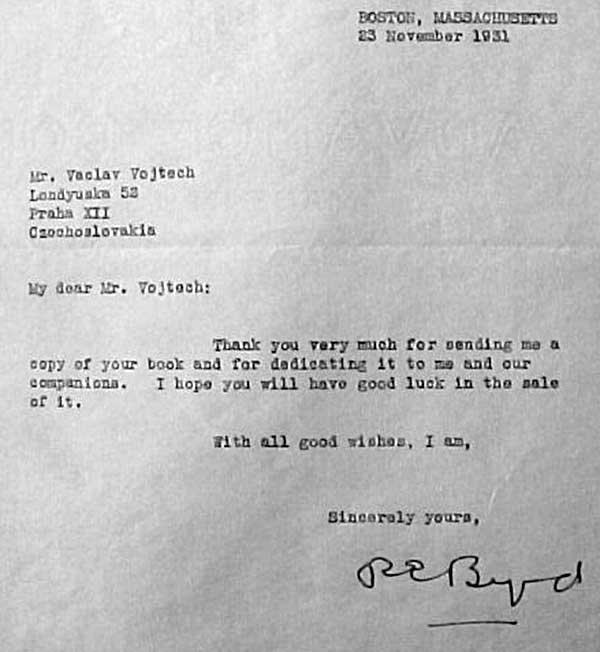 BOSTON, MASSACHUSETTS
23 November 1931
Mr. Vaclav Vojtech
Londynska 52
Praha XII
Czechoslovakia
My dear Mr. Vojtech:
Thank you very much for sending me a
copy of your book and for dedicating it to me and our
companions. I hope you will have good luck in the sale
of it.
With all good wishes, I am,
Sincerely yours,
R E Byrd